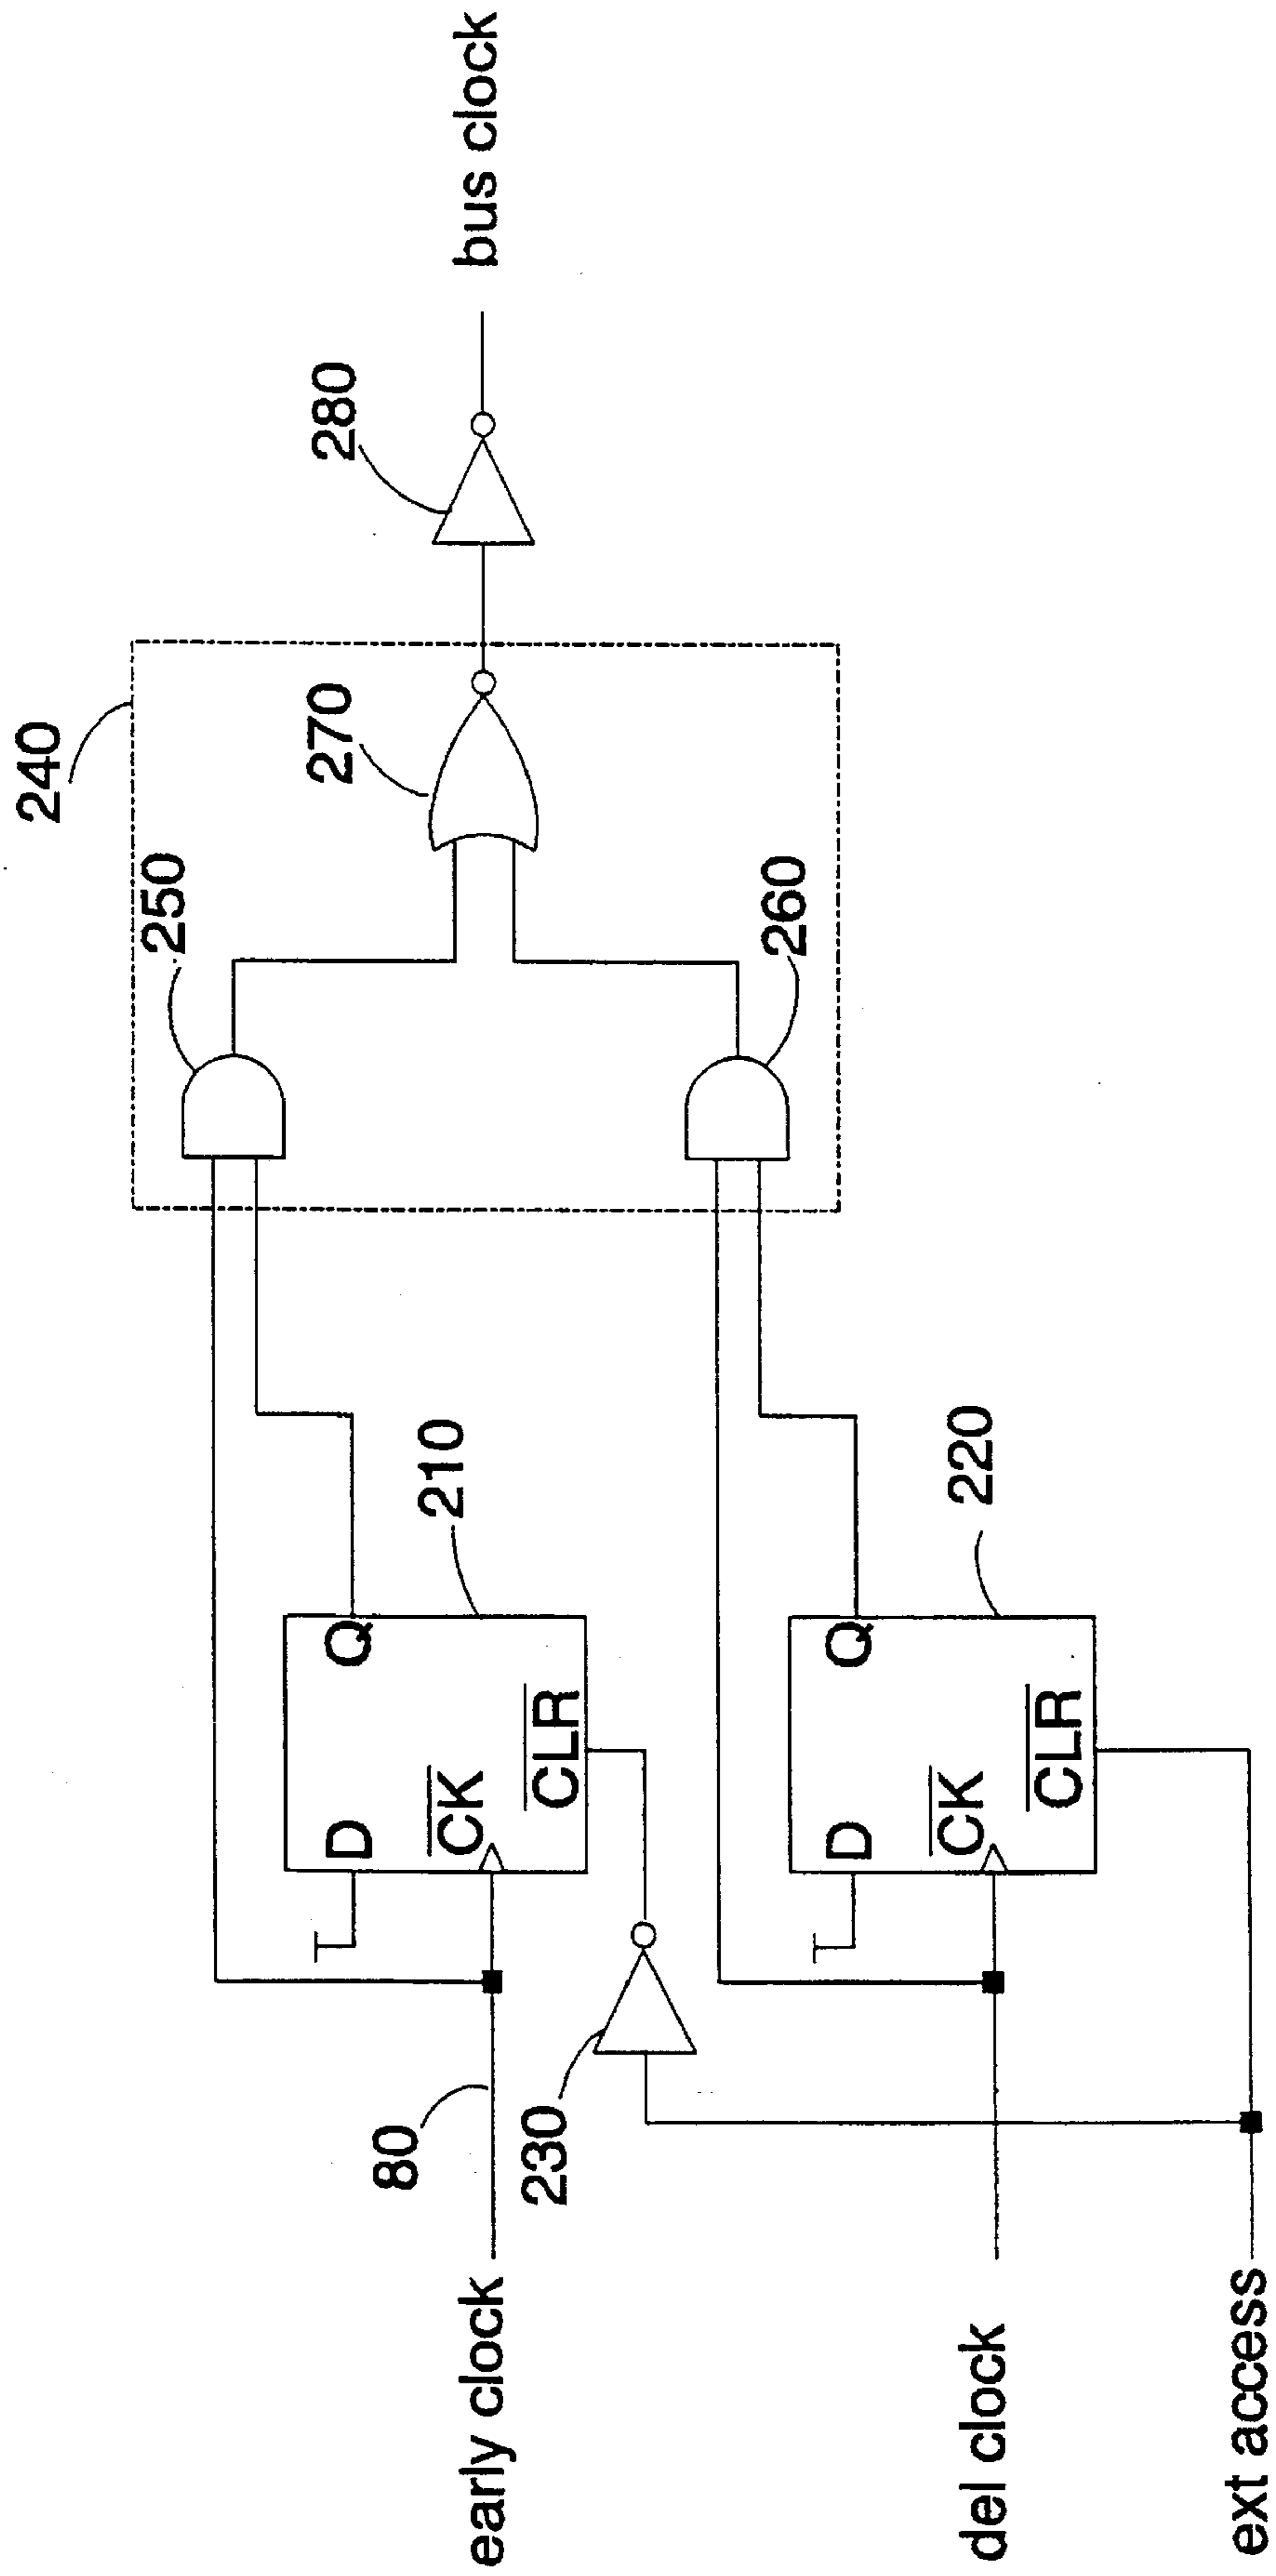 240
250
270
280
bus clock
260
D
Q
CK
CLR
210
80
early clock
230
D
Q
CK
CLR
220
del clock
ext access